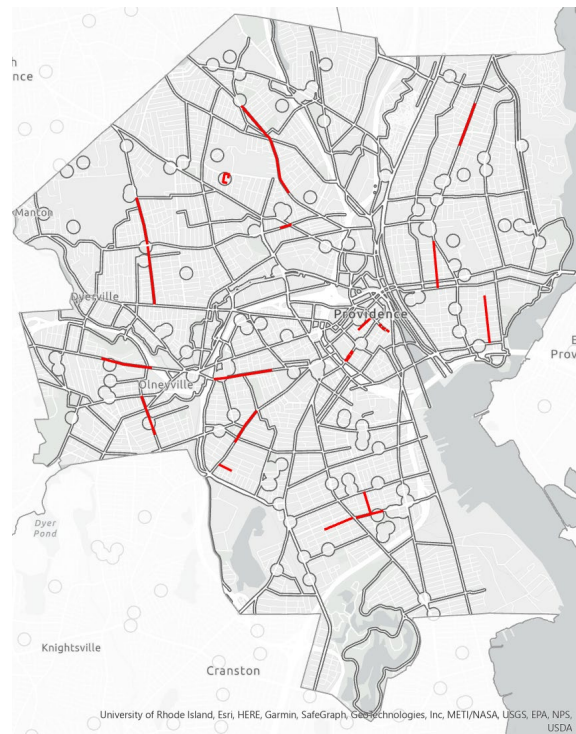 h
nce
Manton
Dyerville
Providence
E
Prov
Olneyville
Dyer
Pond
Knightsville
Cranston
University of Rhode Island, Esri, HERE, Garmin, SafeGraph, GeoTechnologies, Inc, METI/NASA, USGS, EPA, NPS,
USDA